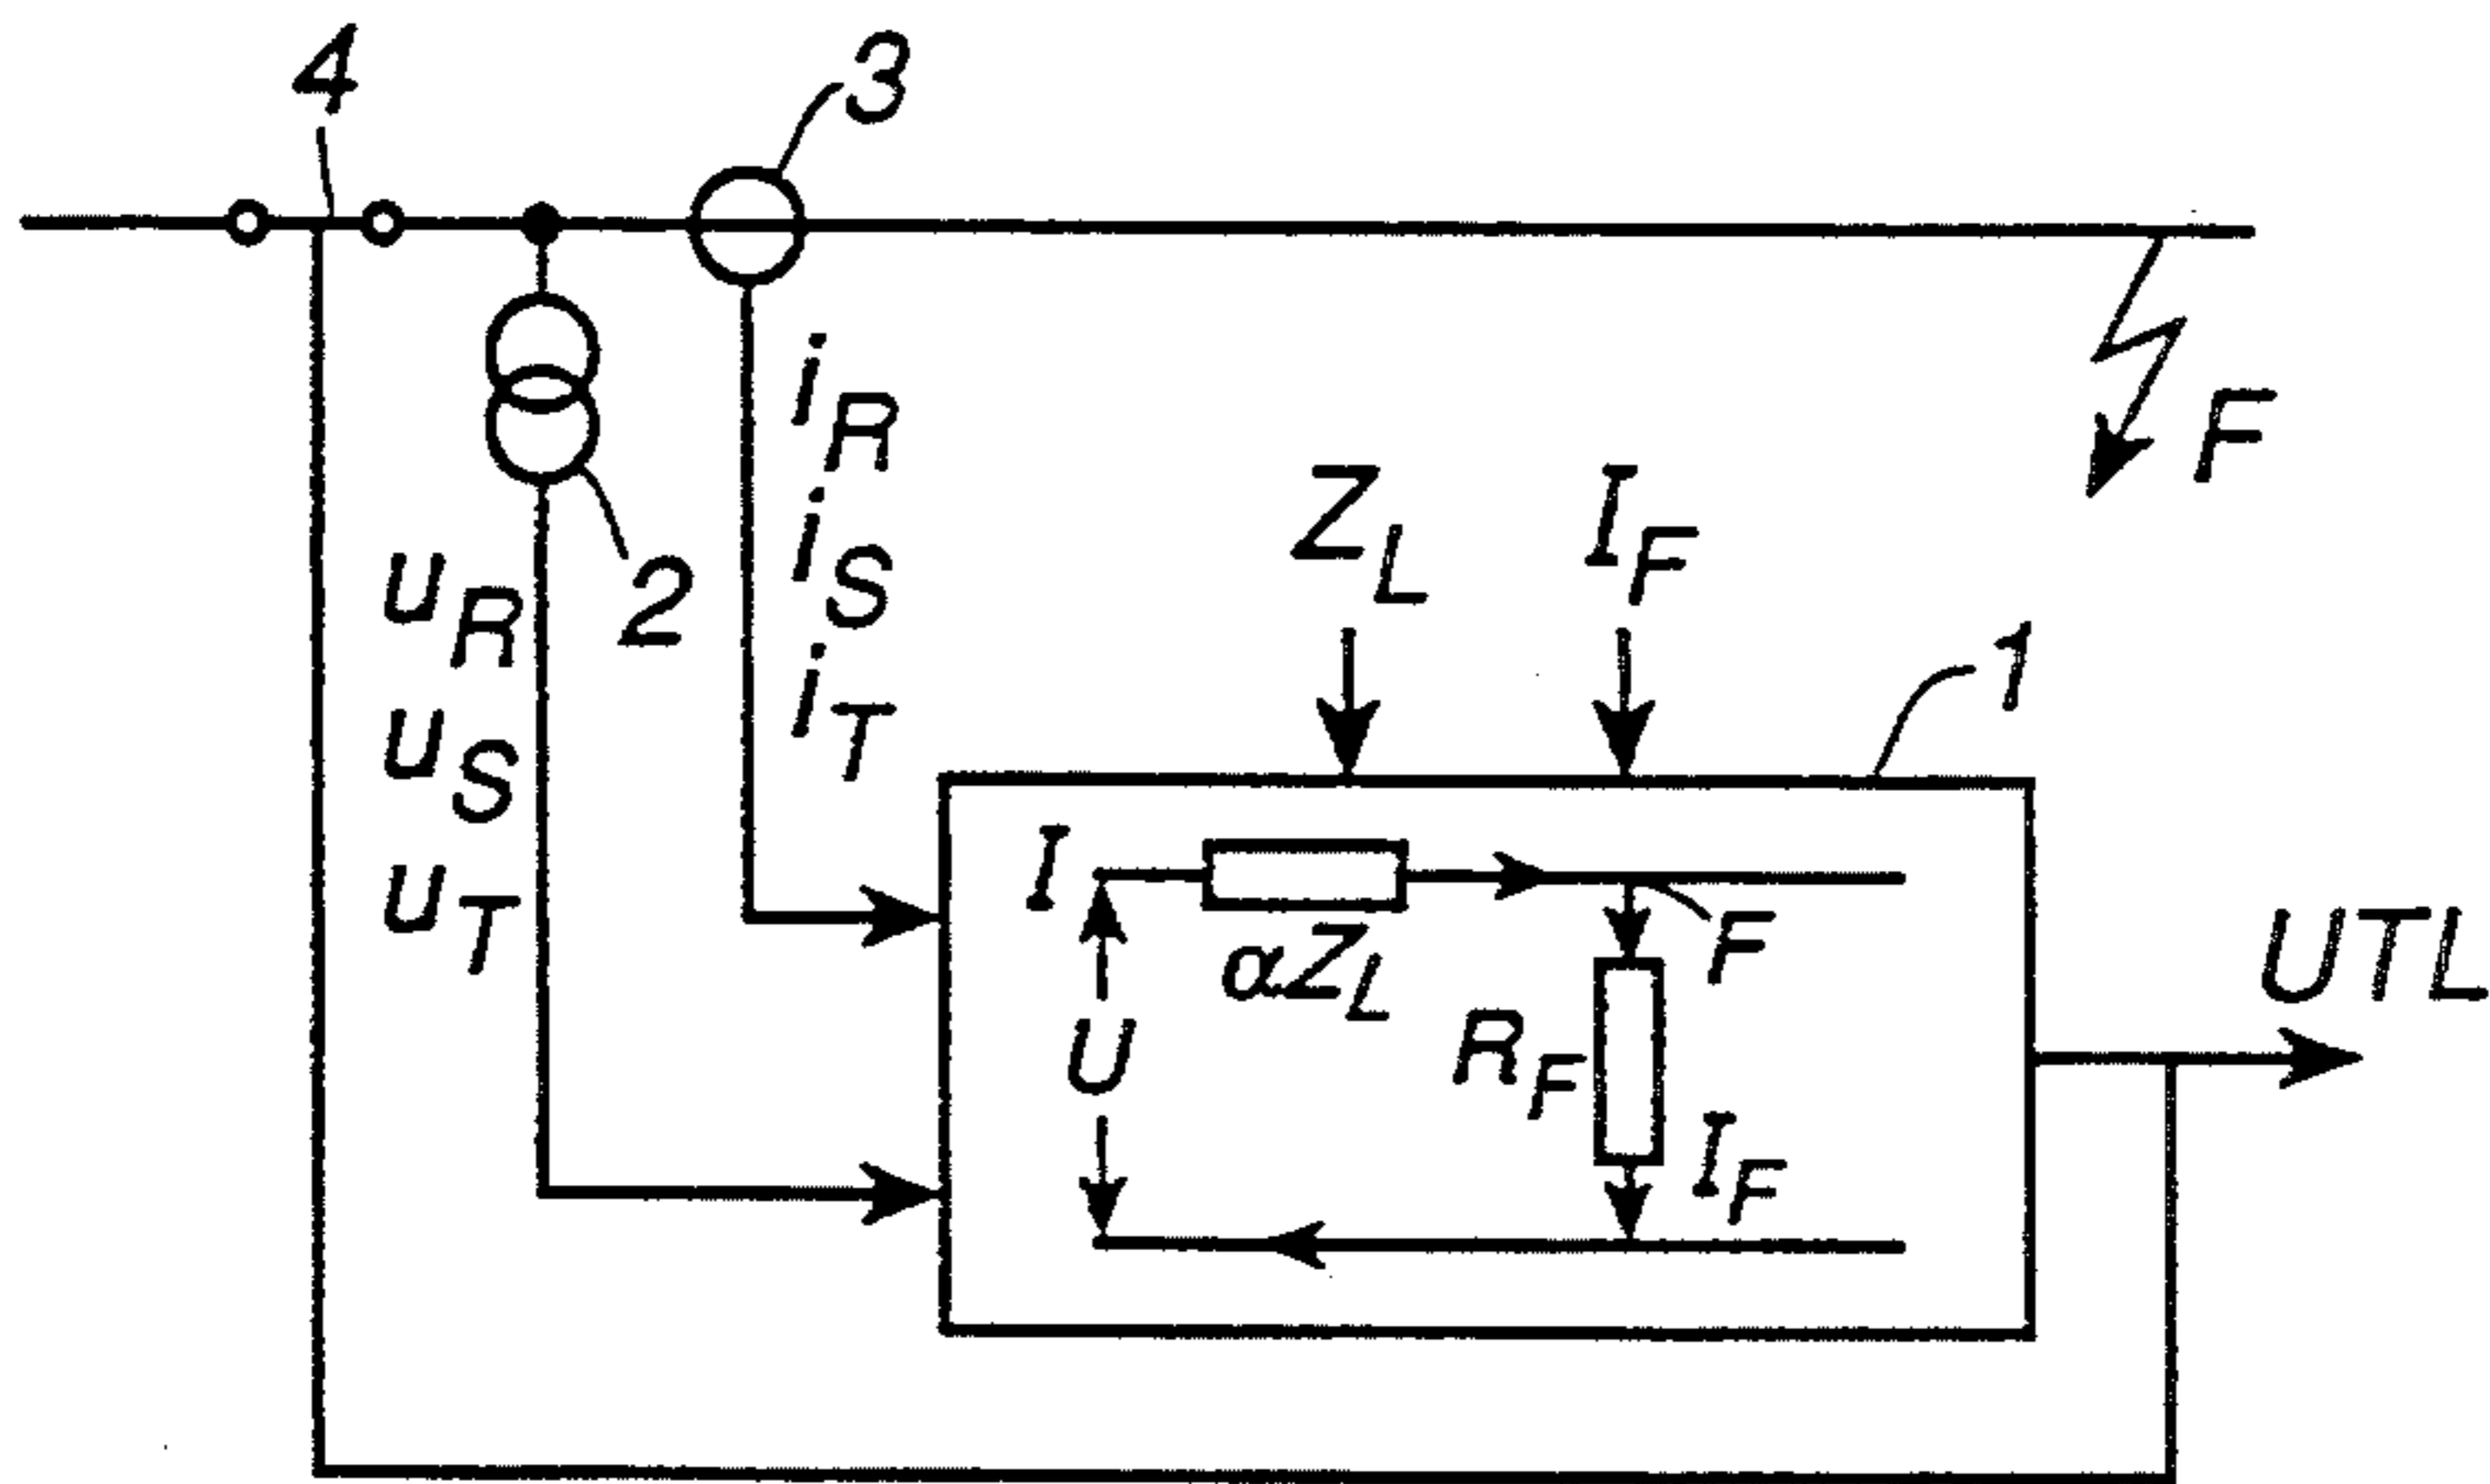 4
3
F
2
i_R
i_S
i_T
u_R
u_S
u_T
Z_L
I_F
1
I
αZ_L
F
U
R_F
I_F
UTL